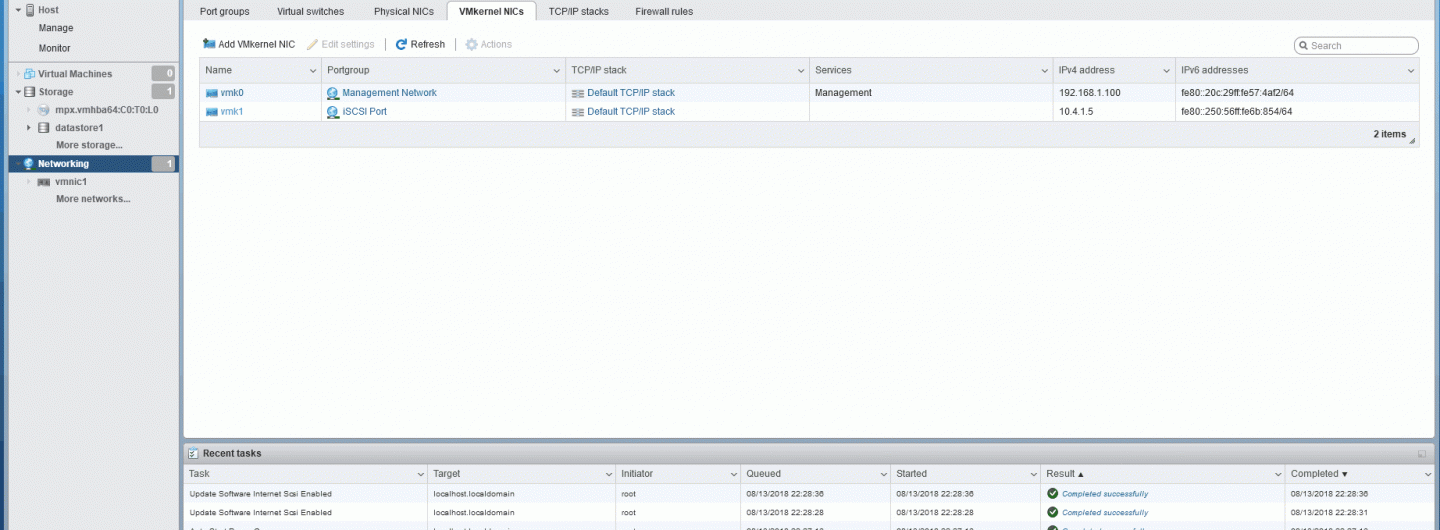 Host
Manage
Monitor
Virtual Machines 0
Storage 1
mpx.vmhba64:C0:T0:L0
datastore1
More storage...
Networking 1
vmnic1
More networks...
Port groups Virtual switches Physical NICs VMkernel NICs TCP/IP stacks Firewall rules
Add VMkernel NIC Edit settings Refresh Actions Search
Name Portgroup TCP/IP stack Services IPv4 address IPv6 addresses
vmk0 Management Network Default TCP/IP stack Management 192.168.1.100 fe80::20c:29ff:fe57:4af2/64
vmk1 iSCSI Port Default TCP/IP stack 10.4.1.5 fe80::250:56ff:fe6b:854/64
2 items
Recent tasks
Task Target Initiator Queued Started Result Completed
Update Software Internet Scsi Enabled localhost.localdomain root 08/13/2018 22:28:36 08/13/2018 22:28:36 Completed successfully 08/13/2018 22:28:36
Update Software Internet Scsi Enabled localhost.localdomain root 08/13/2018 22:28:28 08/13/2018 22:28:28 Completed successfully 08/13/2018 22:28:31